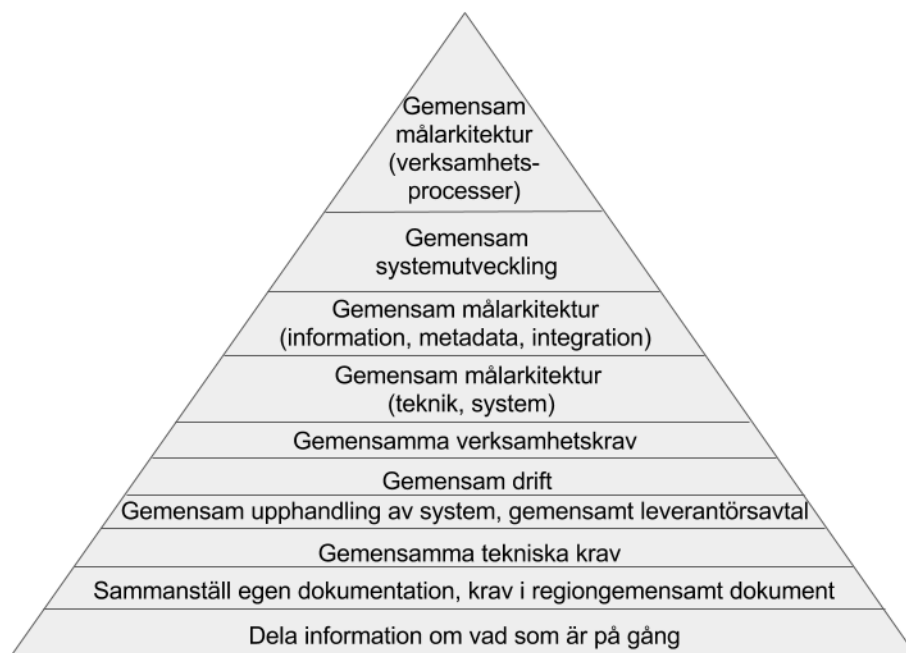 Gemensam
målarkitektur
(verksamhets-
processer)
Gemensam
systemutveckling
Gemensam målarkitektur
(information, metadata, integration)
Gemensam målarkitektur
(teknik, system)
Gemensamma verksamhetskrav
Gemensam drift
Gemensam upphandling av system, gemensamt leverantörsavtal
Gemensamma tekniska krav
Sammanställ egen dokumentation, krav i regiongemensamt dokument
Dela information om vad som är på gång